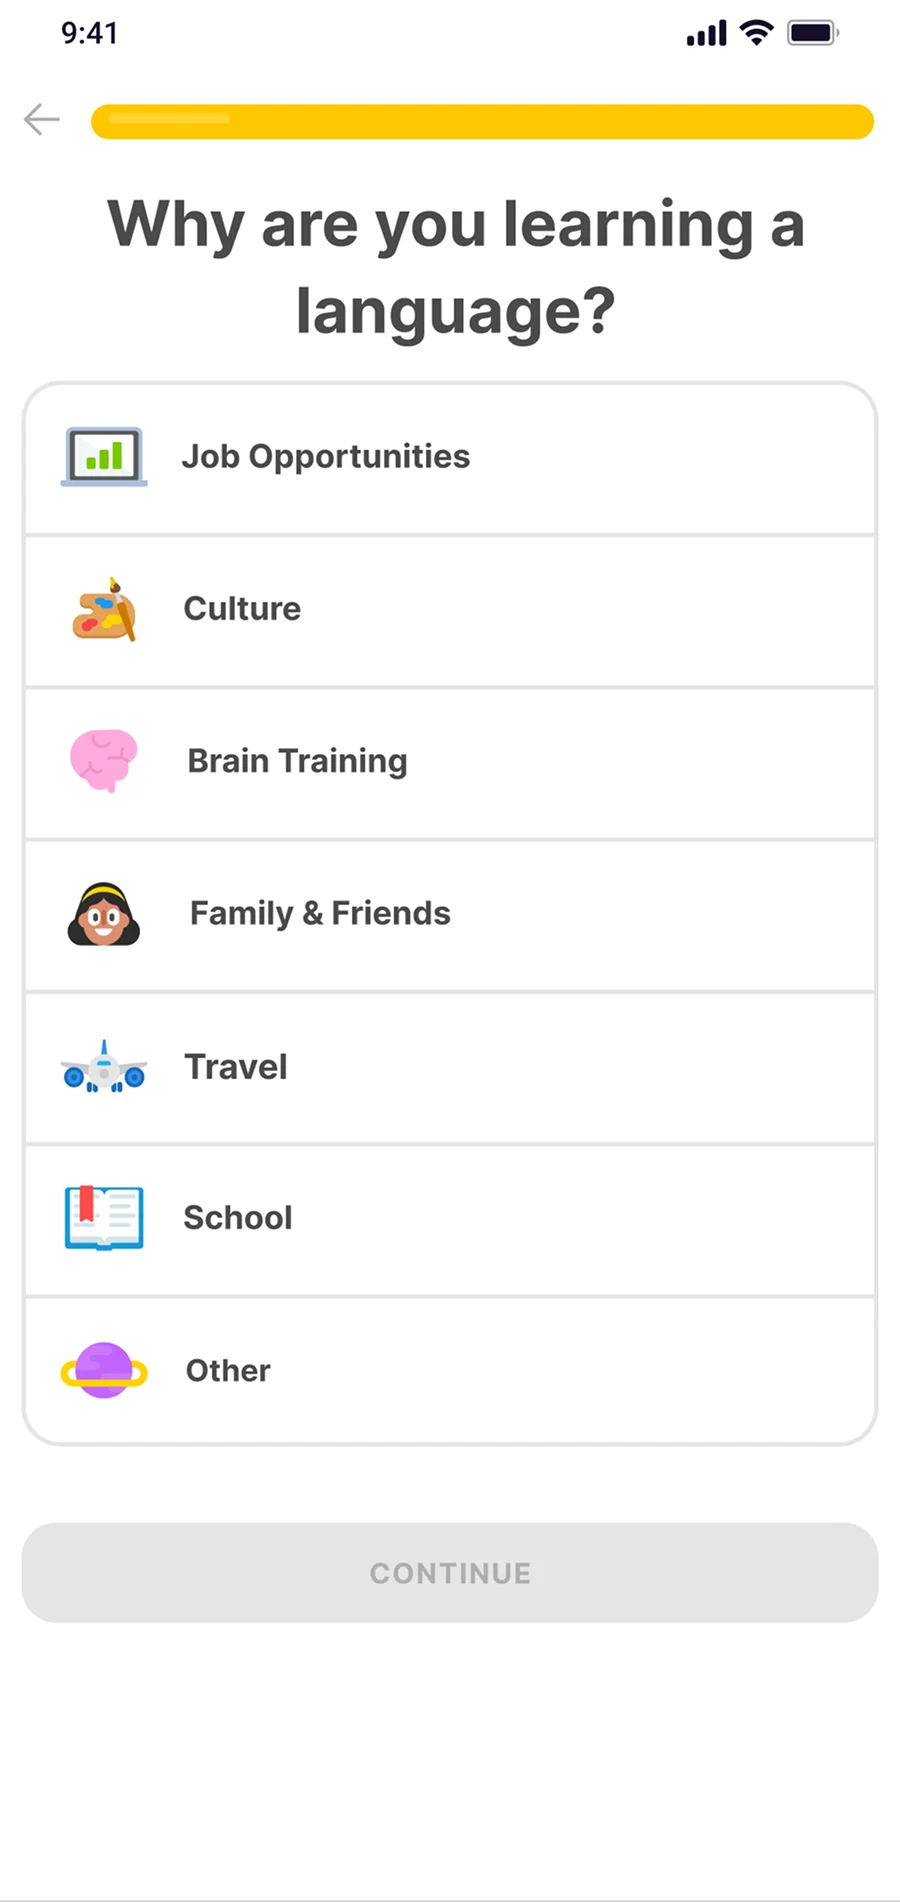 9:41
Why are you learning a
language?
Job Opportunities
Culture
Brain Training
Family & Friends
Travel
School
Other
CONTINUE